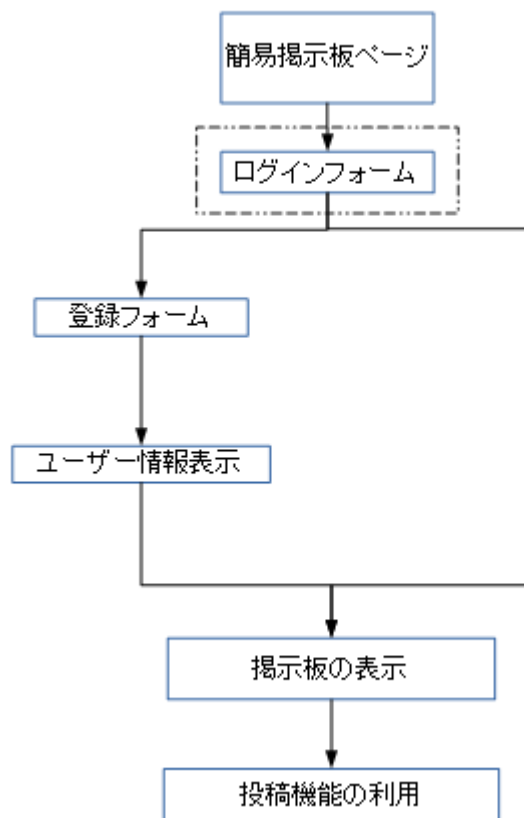 簡易掲示板ページ
ログインフォーム
登録フォーム
ユーザー情報表示
掲示板の表示
投稿機能の利用